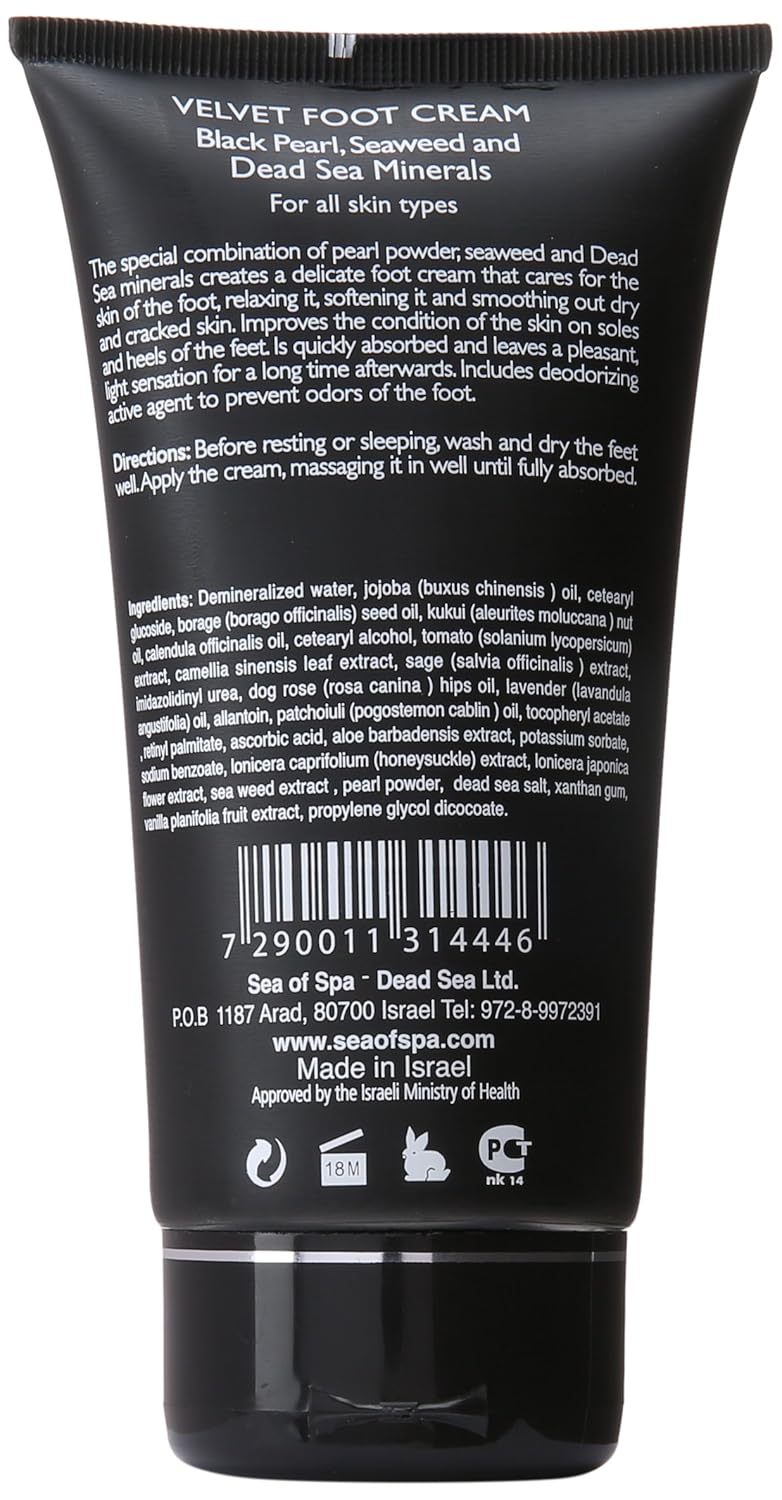 VELVET FOOT CREAM
Black Pearl, Seaweed and
Dead Sea Minerals
For all skin types
The special combination of pearl powder, seaweed and Dead
Sea minerals creates a delicate foot cream that cares for the
skin of the foot, relaxing it, softening it and smoothing out dry
and cracked skin. Improves the condition of the skin on soles
and heels of the feet. Is quickly absorbed and leaves a pleasant,
light sensation for a long time afterwards. Includes deodorizing
active agent to prevent odors of the foot.
Directions: Before resting or sleeping, wash and dry the feet
well. Apply the cream, massaging it in well until fully absorbed.
Ingredients: Demineralized water, jojoba (buxus chinensis ) oil, cetearyl
glucoside, borage (borago officinalis) seed oil, kukui (aleurites moluccana ) nut
oil, calendula officinalis oil, cetearyl alcohol, tomato (solanium lycopersicum)
exrtract, camellia sinensis leaf extract, sage (salvia officinalis ) extract,
imidazolidinyl urea, dog rose (rosa canina ) hips oil, lavender (lavandula
angustifolia) oil, allantoin, patchoiuli (pogostemon cablin ) oil, tocopheryl acetate
, retinyl palmitate, ascorbic acid, aloe barbadensis extract, potassium sorbate,
sodium benzoate, lonicera caprifolium (honeysuckle) extract, lonicera japonica
flower extract, sea weed extract , pearl powder, dead sea salt, xanthan gum,
vanilla planifolia fruit extract, propylene glycol dicocoate.
7 290011 314446
Sea of Spa - Dead Sea Ltd.
P.O.B 1187 Arad, 80700 Israel Tel: 972-8-9972391
www.seaofspa.com
Made in Israel
Approved by the Israeli Ministry of Health
18M
PCT
nk 14